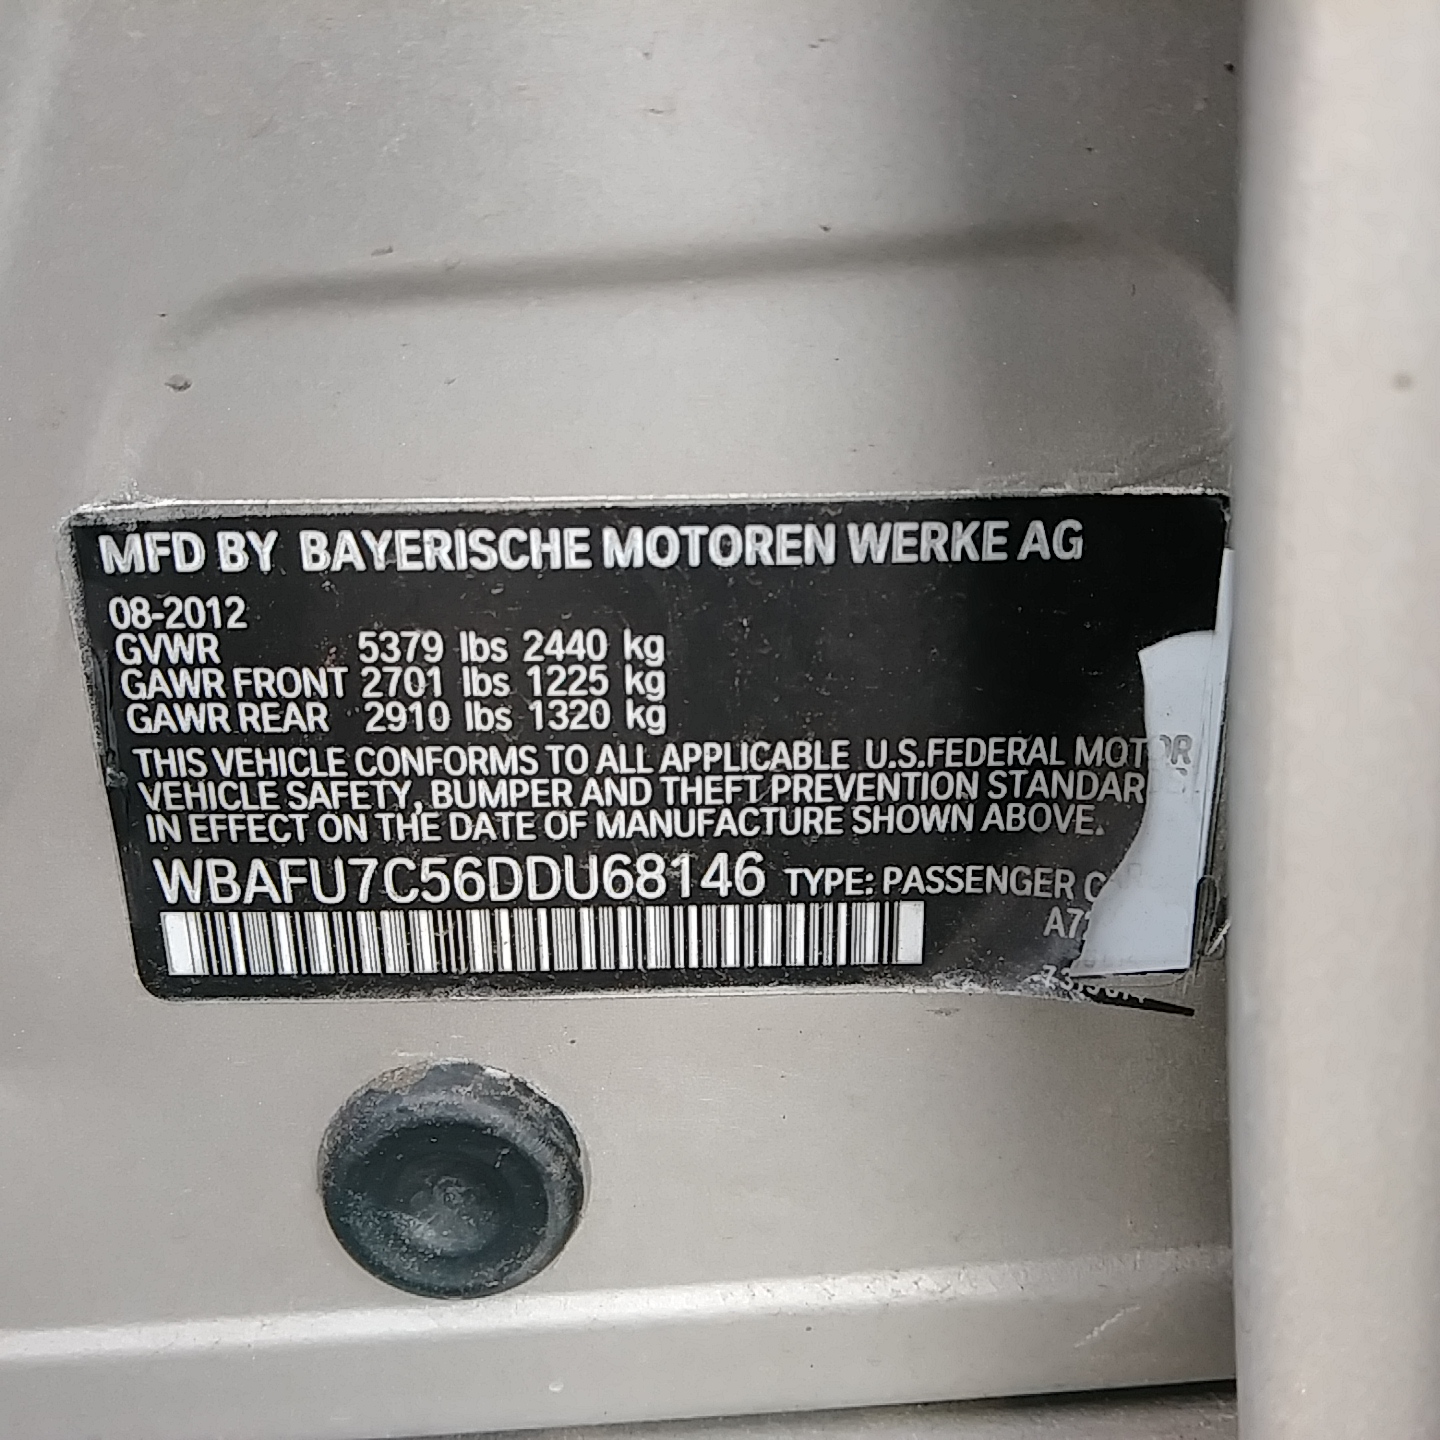 MFD BY BAYERISCHE MOTOREN WERKE AG
08-2012
GVWR 5379 lbs 2440 kg
GAWR FRONT 2701 lbs 1225 kg
GAWR REAR 2910 lbs 1320 kg
THIS VEHICLE CONFORMS TO ALL APPLICABLE U.S.FEDERAL MOTOR
VEHICLE SAFETY, BUMPER AND THEFT PREVENTION STANDAR
IN EFFECT ON THE DATE OF MANUFACTURE SHOWN ABOVE.
WBAFU7C56DDU68146 TYPE: PASSENGER